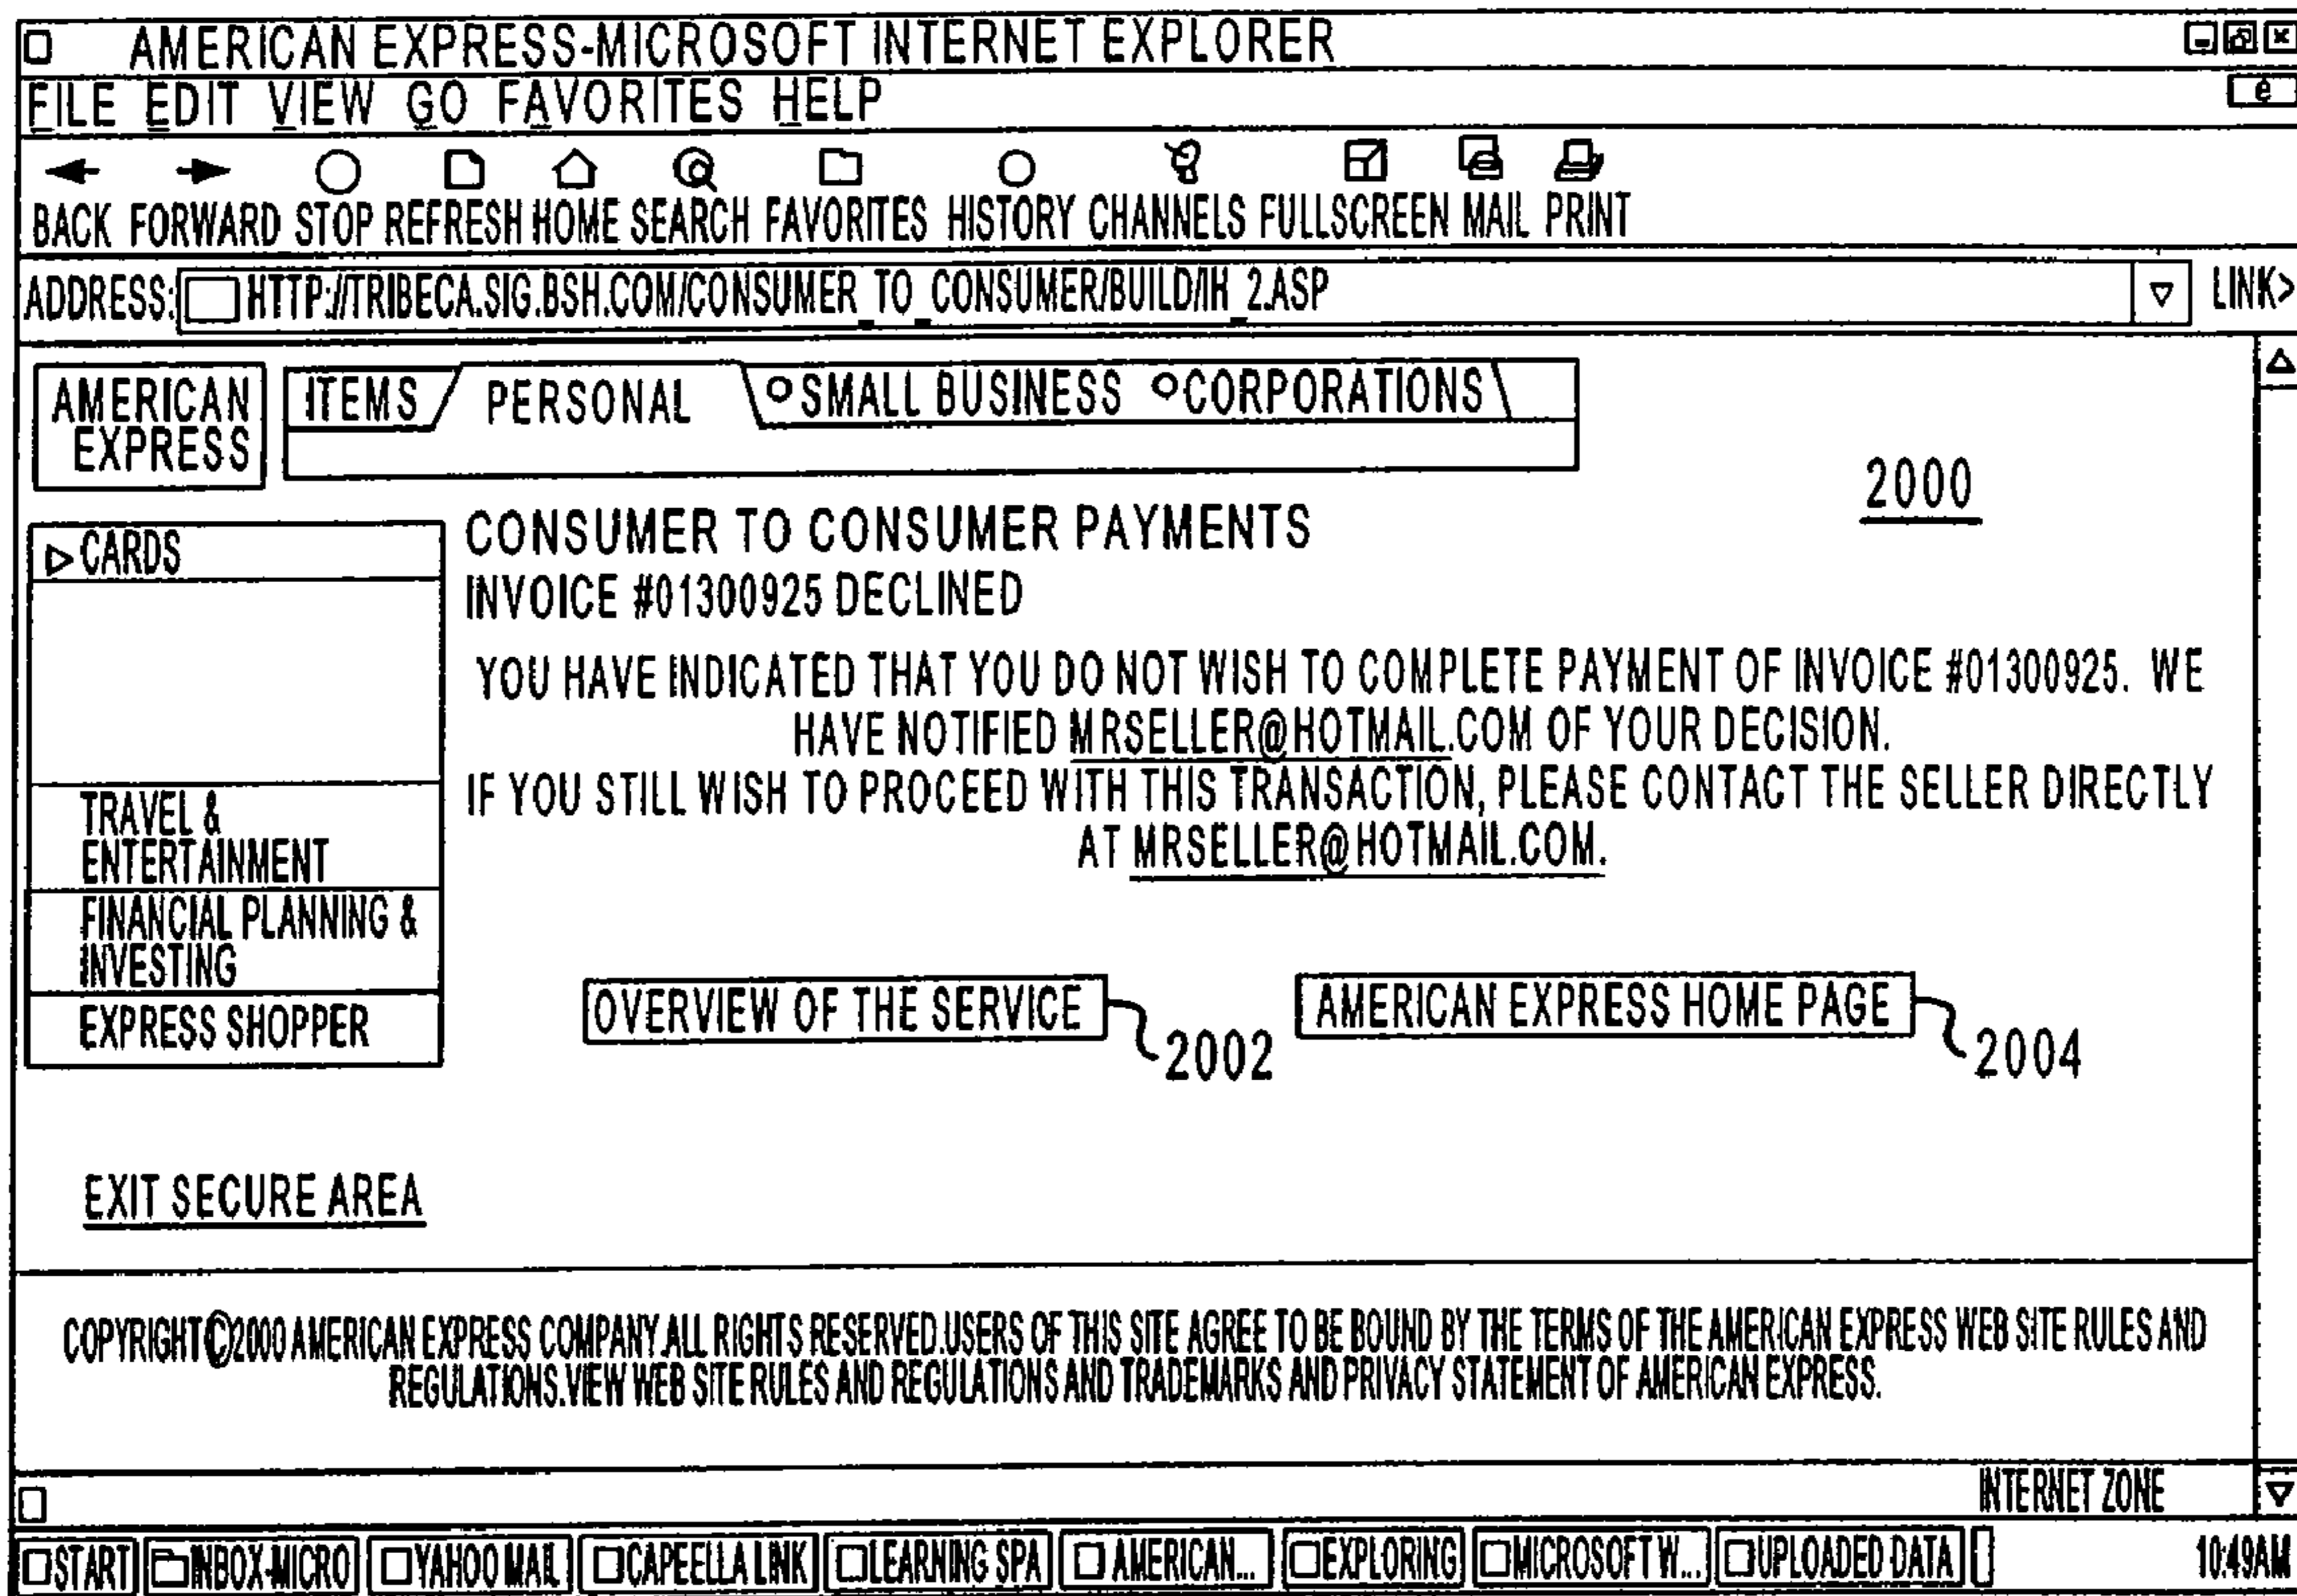 AMERICAN EXPRESS-MICROSOFT INTERNET EXPLORER
FILE EDIT VIEW GO FAVORITES HELP
e
BACK FORWARD STOP REFRESH HOME SEARCH FAVORITES HISTORY CHANNELS FULLSCREEN MAIL PRINT
ADDRESS: HTTP://TRIBECA.SIG.BSH.COM/CONSUMER_TO_CONSUMER/BUILD/IH_2.ASP LINK>
AMERICAN
EXPRESS
ITEMS PERSONAL SMALL BUSINESS CORPORATIONS
2000
CARDS
TRAVEL &
ENTERTAINMENT
FINANCIAL PLANNING &
INVESTING
EXPRESS SHOPPER
CONSUMER TO CONSUMER PAYMENTS
INVOICE #01300925 DECLINED
YOU HAVE INDICATED THAT YOU DO NOT WISH TO COMPLETE PAYMENT OF INVOICE #01300925. WE
HAVE NOTIFIED MRSELLER@HOTMAIL.COM OF YOUR DECISION.
IF YOU STILL WISH TO PROCEED WITH THIS TRANSACTION, PLEASE CONTACT THE SELLER DIRECTLY
AT MRSELLER@HOTMAIL.COM.
OVERVIEW OF THE SERVICE 2002 AMERICAN EXPRESS HOME PAGE 2004
EXIT SECURE AREA
COPYRIGHT©2000 AMERICAN EXPRESS COMPANY.ALL RIGHTS RESERVED.USERS OF THIS SITE AGREE TO BE BOUND BY THE TERMS OF THE AMERICAN EXPRESS WEB SITE RULES AND
REGULATIONS.VIEW WEB SITE RULES AND REGULATIONS AND TRADEMARKS AND PRIVACY STATEMENT OF AMERICAN EXPRESS.
INTERNET ZONE
START INBOX-MICRO YAHOO MAIL CAPEELLA LINK LEARNING SPA AMERICAN... EXPLORING MICROSOFT W... UPLOADED DATA 10:49AM